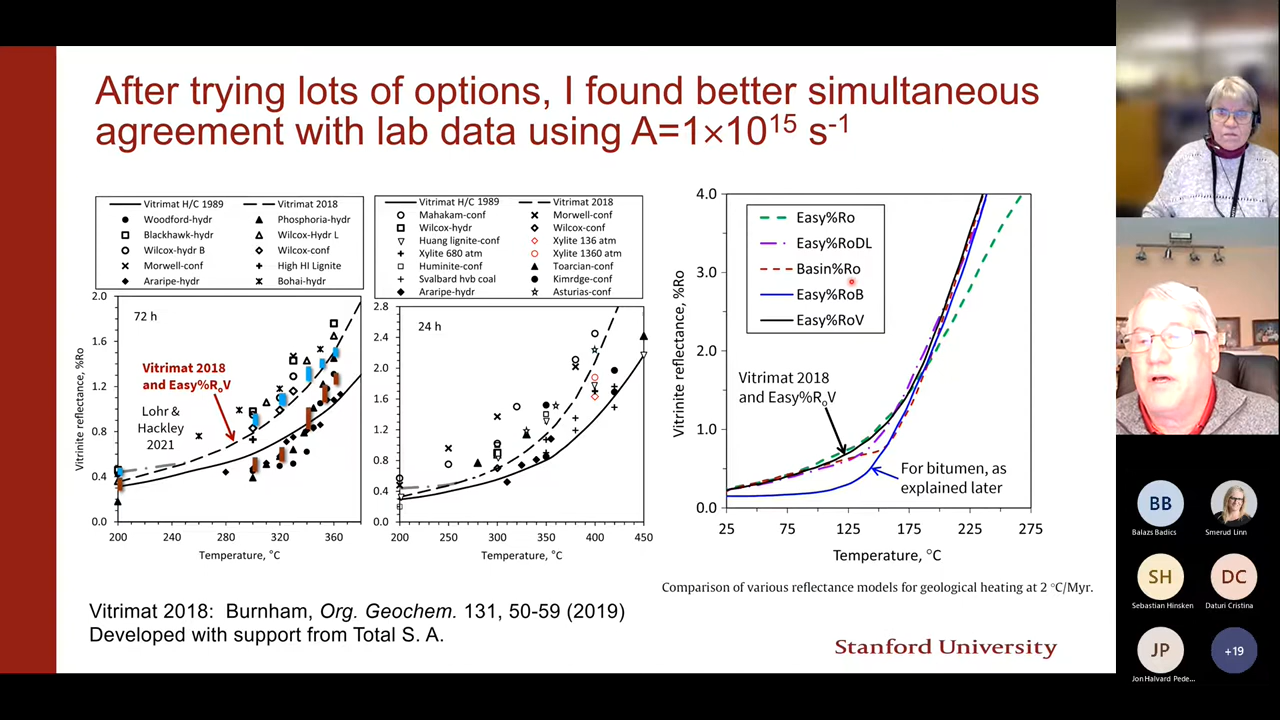 After trying lots of options, I found better simultaneous
agreement with lab data using A=1×10¹⁵ s⁻¹
Vitrimat H/C 1989
Vitrimat 2018
Woodford-hydr
Phosphoria-hydr
Blackhawk-hydr
Wilcox-Hydr L
Wilcox-hydr B
Wilcox-conf
Morwell-conf
High HI Lignite
Araripe-hydr
Bohai-hydr
2.0
1.6
1.2
0.8
0.4
0.0
Vitrinite reflectance, %Ro
72 h
Vitrimat 2018
and Easy%RₒV
Lohr &
Hackley
2021
200 240 280 320 360
Temperature, °C
Vitrimat H/C 1989
Vitrimat 2018
Mahakam-conf
Morwell-conf
Wilcox-hydr
Wilcox-conf
Huang lignite-conf
Xylite 136 atm
Xylite 680 atm
Xylite 1360 atm
Huminite-conf
Toarcian-conf
Svalbard hvb coal
Kimrdge-conf
Araripe-hydr
Asturias-conf
2.8
2.4
2.0
1.6
1.2
0.8
0.4
0.0
24 h
200 250 300 350 400 450
Temperature, °C
4.0
3.0
2.0
1.0
0.0
Vitrinite reflectance, %Ro
Easy%Ro
Easy%RoDL
Basin%Ro
Easy%RoB
Easy%RoV
Vitrimat 2018
and Easy%RₒV
For bitumen, as
explained later
25 75 125 175 225 275
Temperature, °C
Comparison of various reflectance models for geological heating at 2 °C/Myr.
Vitrimat 2018: Burnham, Org. Geochem. 131, 50-59 (2019)
Developed with support from Total S. A.
Stanford University
BB
Balazs Badics
Smerud Linn
SH
Sebastian Hinsken
DC
Daturi Cristina
JP
Jon Halvard Pede...
+19